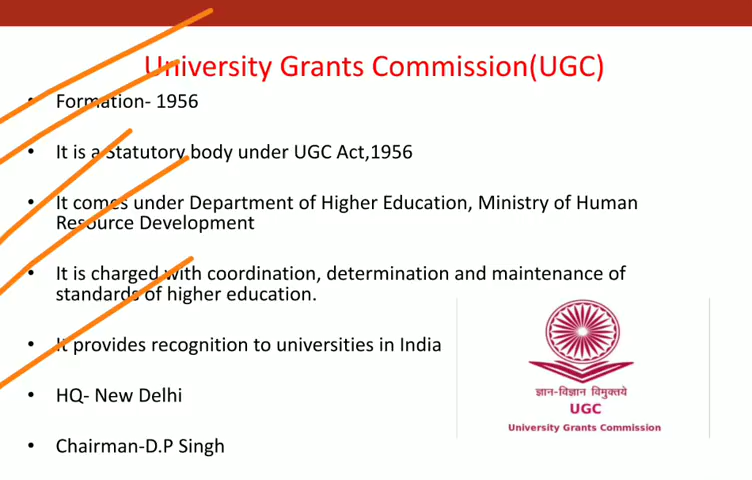 University Grants Commission(UGC)
• Formation- 1956
• It is a Statutory body under UGC Act,1956
• It comes under Department of Higher Education, Ministry of Human
Resource Development
• It is charged with coordination, determination and maintenance of
standards of higher education.
• It provides recognition to universities in India
• HQ- New Delhi
• Chairman-D.P Singh
ज्ञान-विज्ञान विमुक्तये
UGC
University Grants Commission